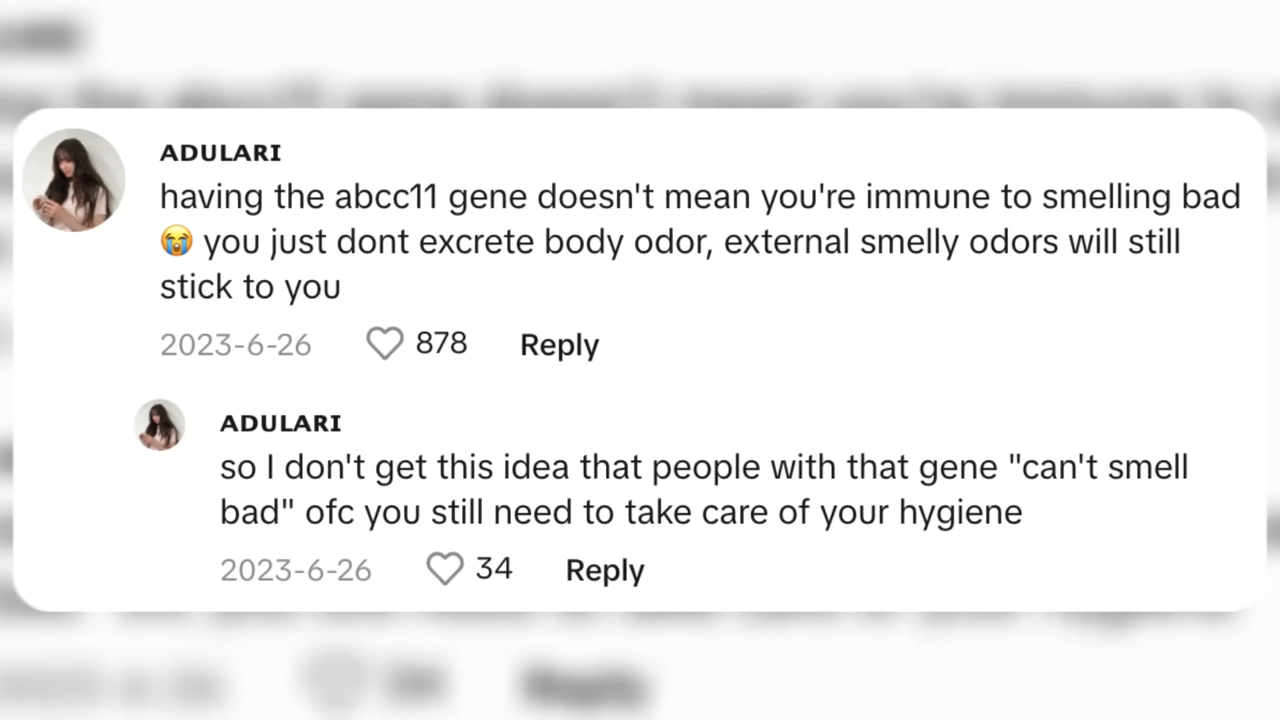 ADULARI
having the abcc11 gene doesn't mean you're immune to smelling bad
😭 you just dont excrete body odor, external smelly odors will still
stick to you
2023-6-26 878 Reply
ADULARI
so I don't get this idea that people with that gene "can't smell
bad" ofc you still need to take care of your hygiene
2023-6-26 34 Reply